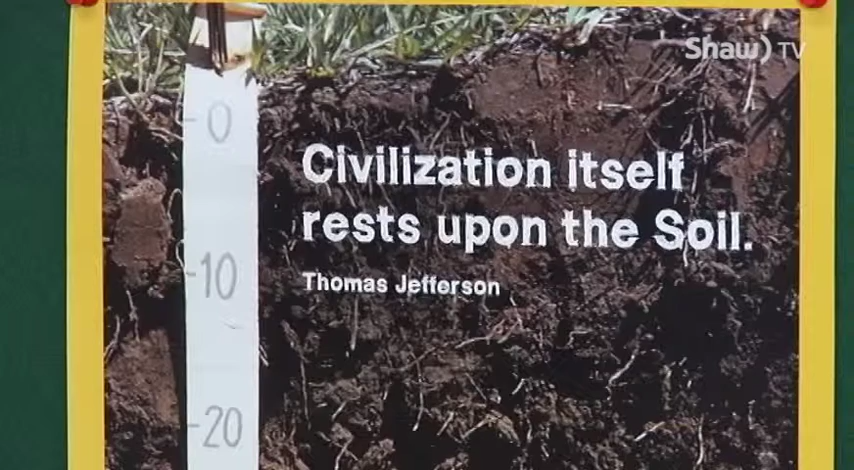 Shaw) TV
0
Civilization itself
rests upon the Soil.
10
Thomas Jefferson
20